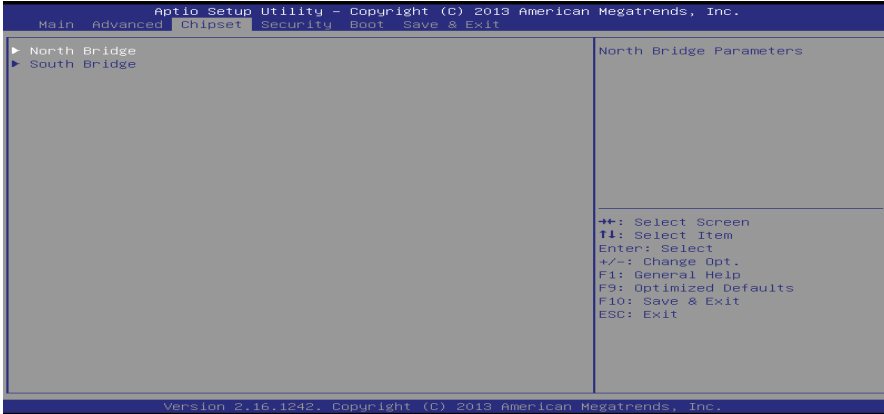 Aptio Setup Utility – Copyright (C) 2013 American Megatrends, Inc.
Main Advanced Chipset Security Boot Save & Exit
► North Bridge
► South Bridge
North Bridge Parameters
→←: Select Screen
↑↓: Select Item
Enter: Select
+/-: Change Opt.
F1: General Help
F9: Optimized Defaults
F10: Save & Exit
ESC: Exit
Version 2.16.1242. Copyright (C) 2013 American Megatrends, Inc.